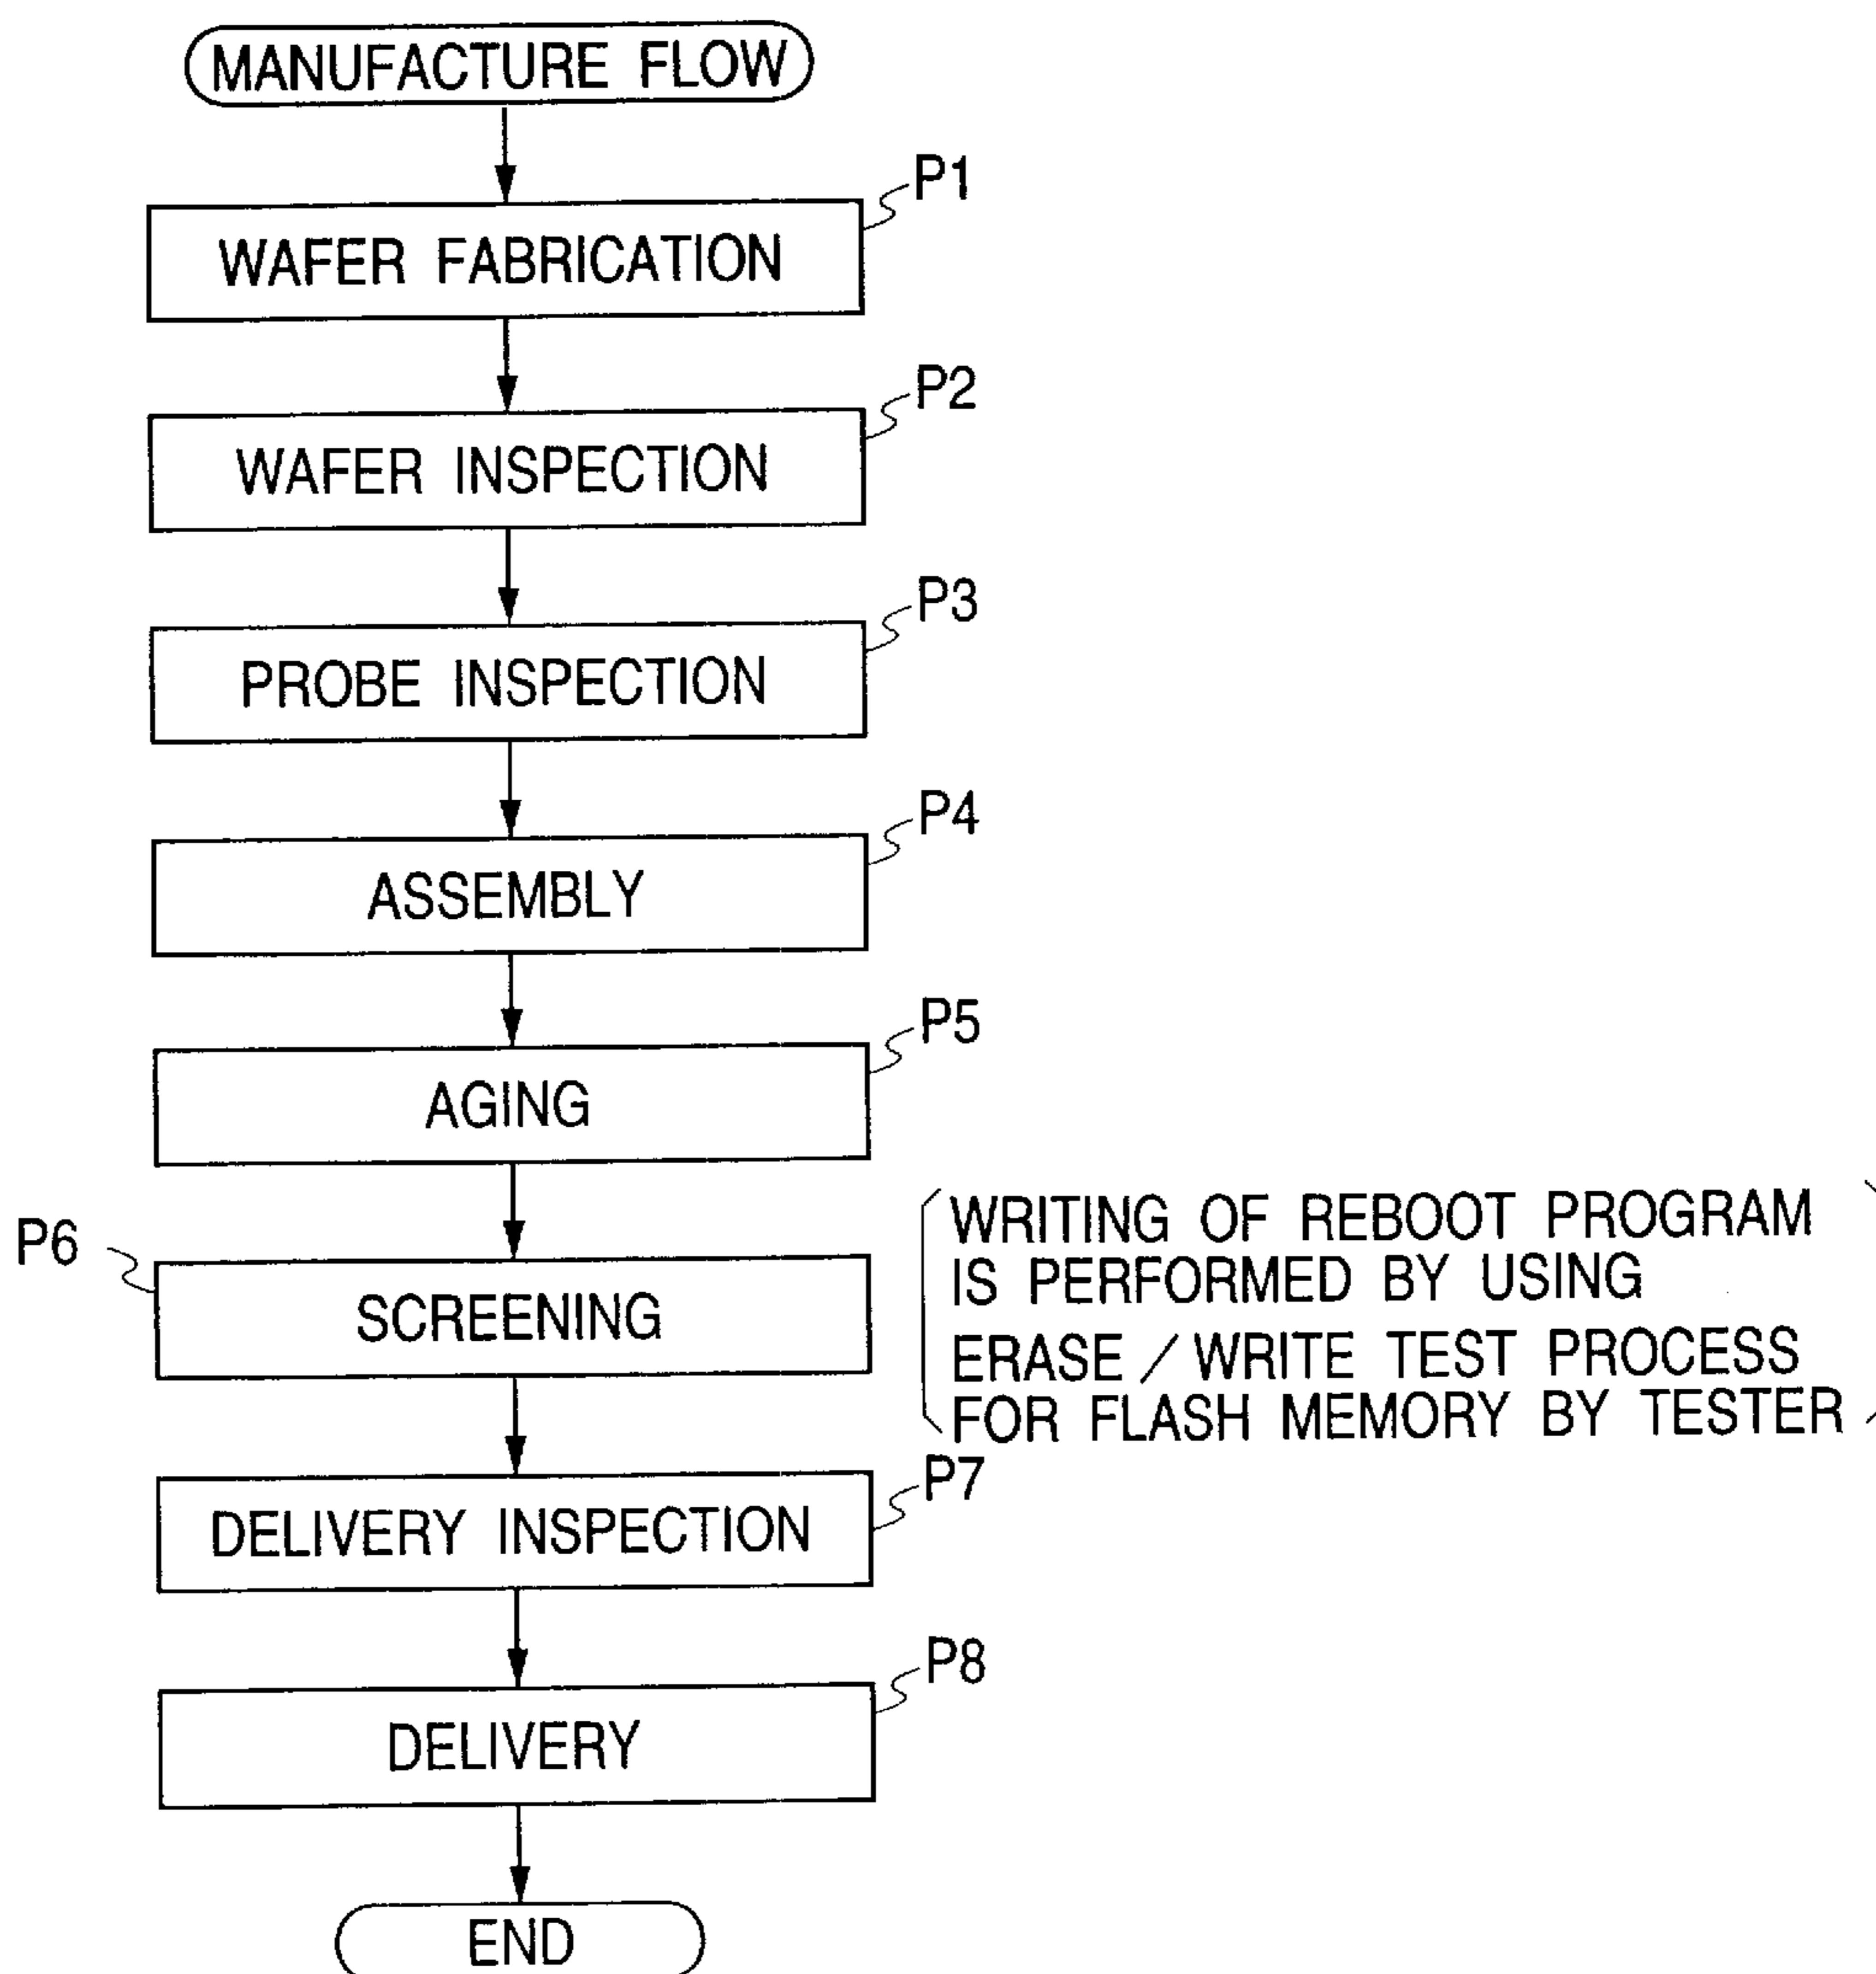 MANUFACTURE FLOW
P1
WAFER FABRICATION
P2
WAFER INSPECTION
P3
PROBE INSPECTION
P4
ASSEMBLY
P5
AGING
P6
SCREENING
WRITING OF REBOOT PROGRAM
IS PERFORMED BY USING
ERASE / WRITE TEST PROCESS
FOR FLASH MEMORY BY TESTER
P7
DELIVERY INSPECTION
P8
DELIVERY
END